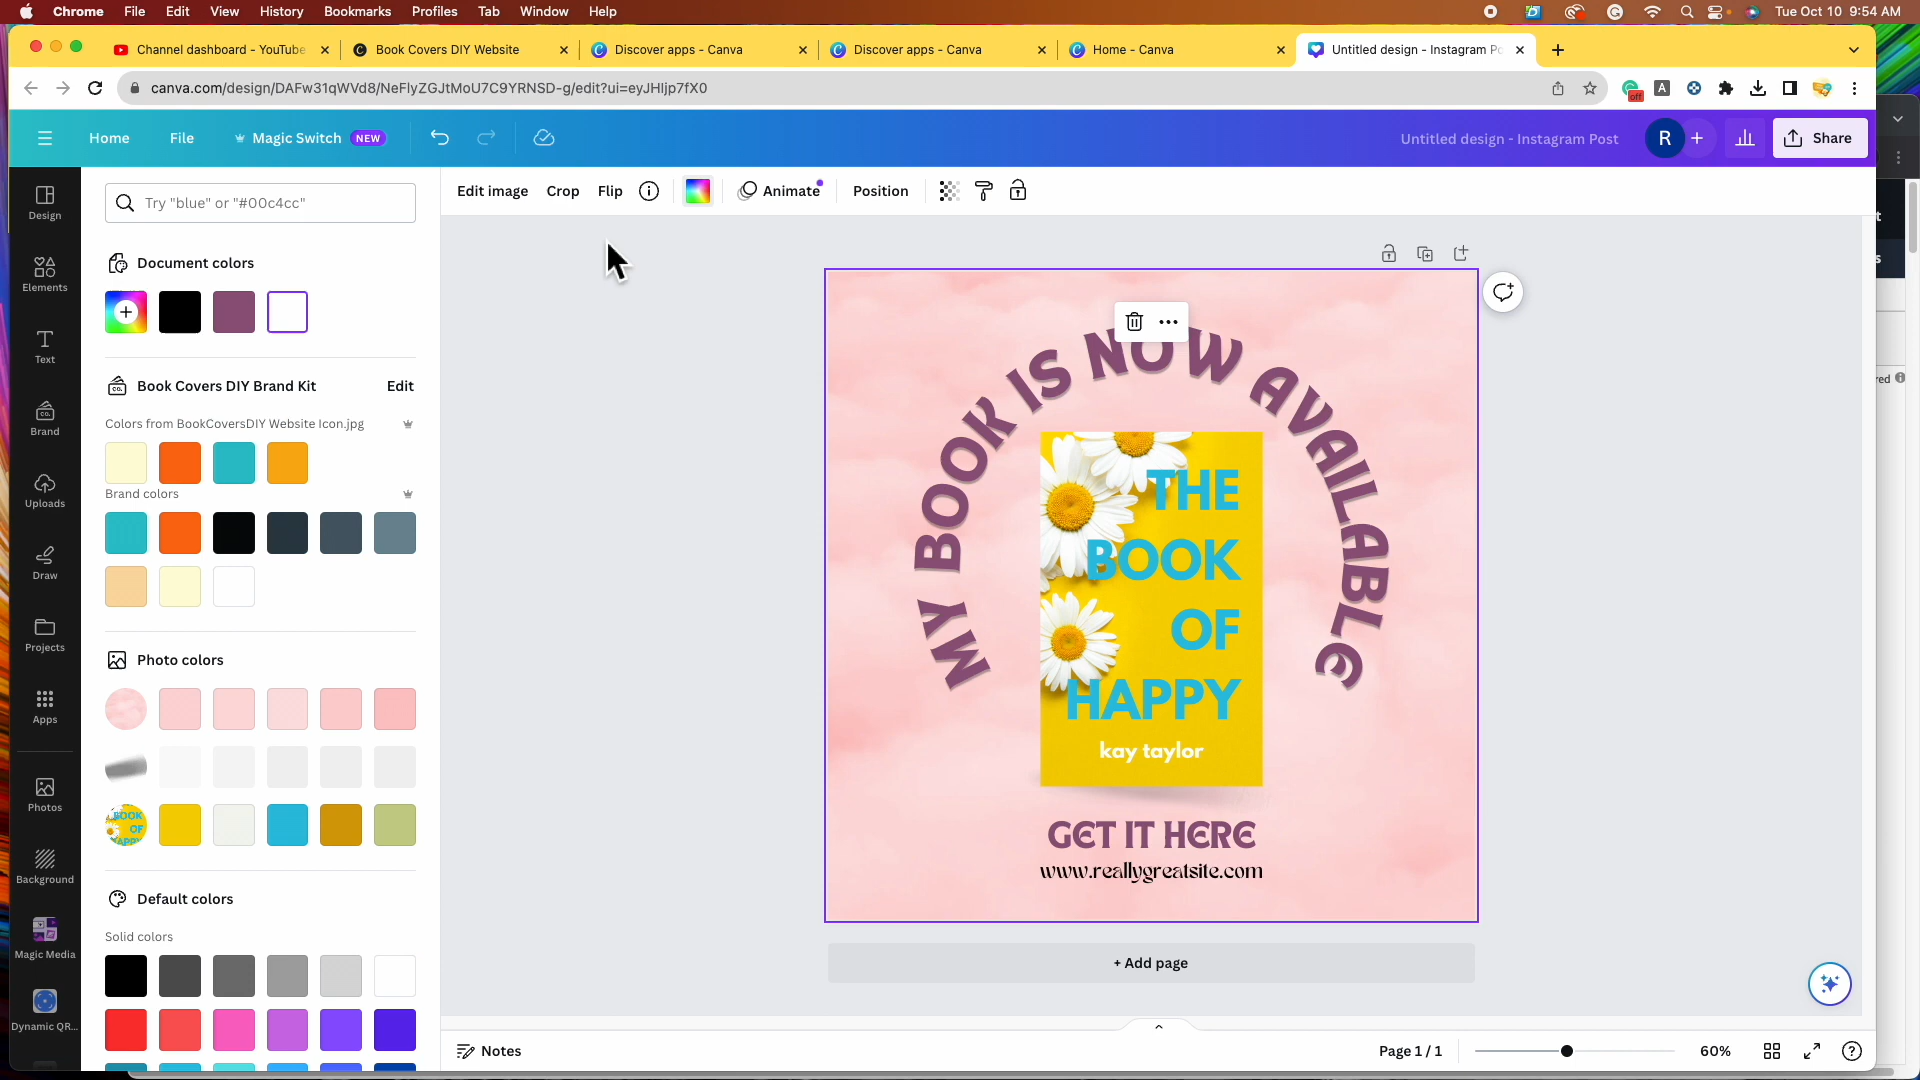 Chrome File Edit View History Bookmarks Profiles Tab Window Help Tue Oct 10 9:54 AM
Channel dashboard - YouTube Book Covers DIY Website Discover apps - Canva Discover apps - Canva Home - Canva Untitled design - Instagram Po
canva.com/design/DAFw31qWVd8/NeFlyZGJtMoU7C9YRNSD-g/edit?ui=eyJHIjp7fX0 off A
Home File Magic Switch NEW Untitled design - Instagram Post R + Share
Edit image Crop Flip Animate Position
Try "blue" or "#00c4cc"
Design
Elements
Text
Brand
Uploads
Draw
Projects
Apps
Photos
Background
Magic Media
Dynamic QR...
Document colors
Book Covers DIY Brand Kit Edit
co.
Colors from BookCoversDIY Website Icon.jpg
Brand colors
Photo colors
BOOK
OF
HAPPY
Default colors
Solid colors
MY BOOK IS NOW AVAILABLE
THE
BOOK
OF
HAPPY
kay taylor
GET IT HERE
www.reallygreatsite.com
+ Add page
Notes Page 1 / 1 60%
t
s
red